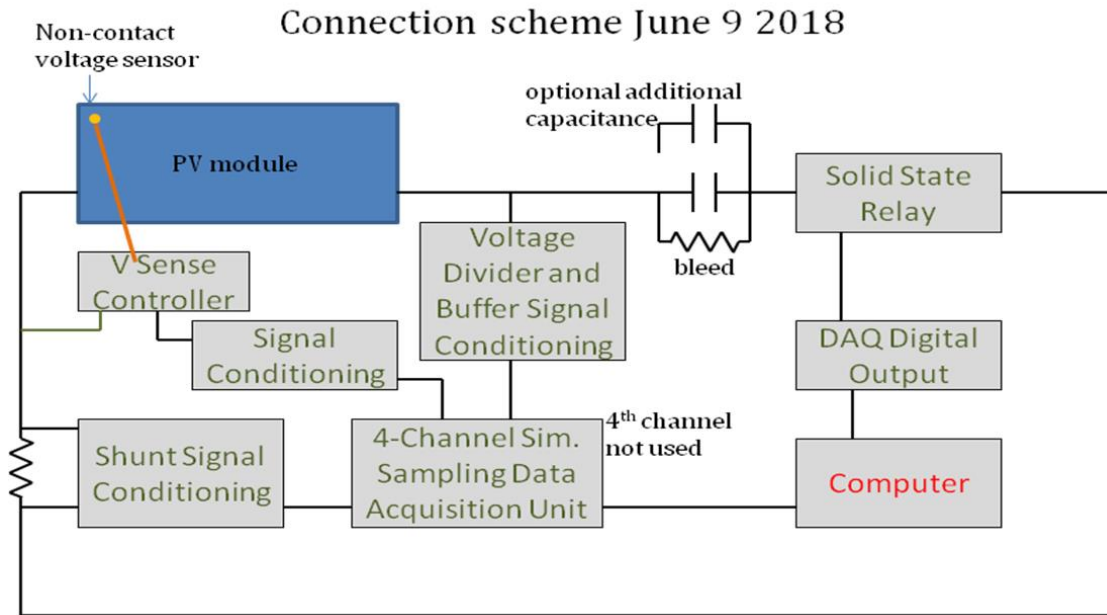 Connection scheme June 9 2018
Non-contact
voltage sensor
optional additional
capacitance
PV module
Solid State
Relay
Voltage
Divider and
Buffer Signal
Conditioning
bleed
V Sense
Controller
Signal
Conditioning
DAQ Digital
Output
4th channel
not used
Shunt Signal
Conditioning
4-Channel Sim.
Sampling Data
Acquisition Unit
Computer